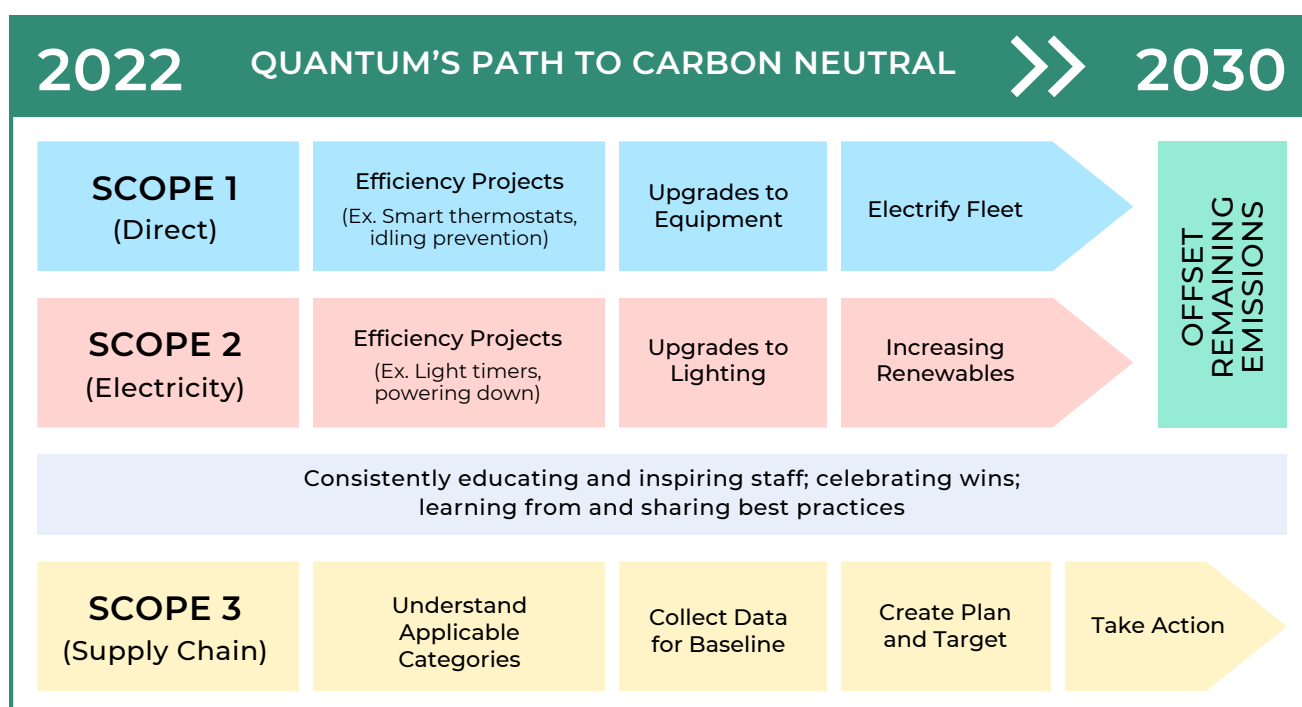 2022
QUANTUM'S PATH TO CARBON NEUTRAL
2030
SCOPE 1
(Direct)
Efficiency Projects
(Ex. Smart thermostats,
idling prevention)
Upgrades to
Equipment
Electrify Fleet
SCOPE 2
(Electricity)
Efficiency Projects
(Ex. Light timers,
powering down)
Upgrades to
Lighting
Increasing
Renewables
OFFSET
REMAINING
EMISSIONS
Consistently educating and inspiring staff; celebrating wins;
learning from and sharing best practices
SCOPE 3
(Supply Chain)
Understand
Applicable
Categories
Collect Data
for Baseline
Create Plan
and Target
Take Action